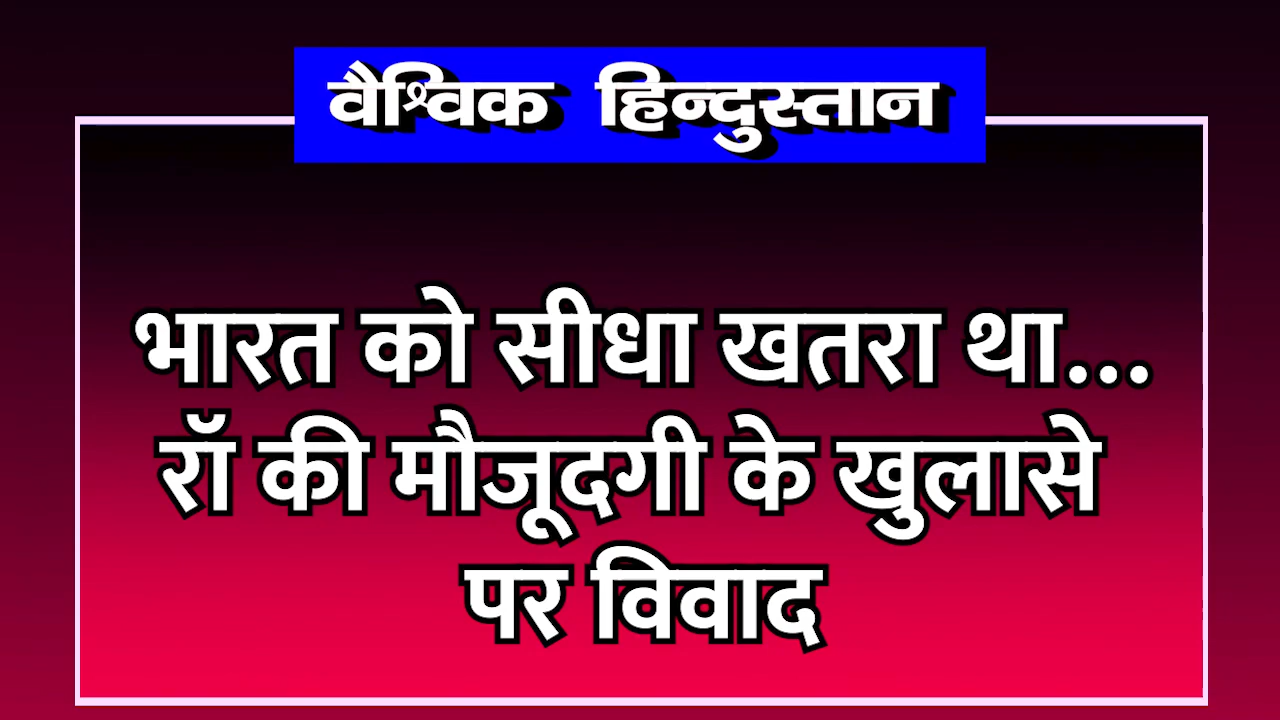 वैश्विक हिन्दुस्तान
भारत को सीधा खतरा था...
रॉ की मौजूदगी के खुलासे
पर विवाद